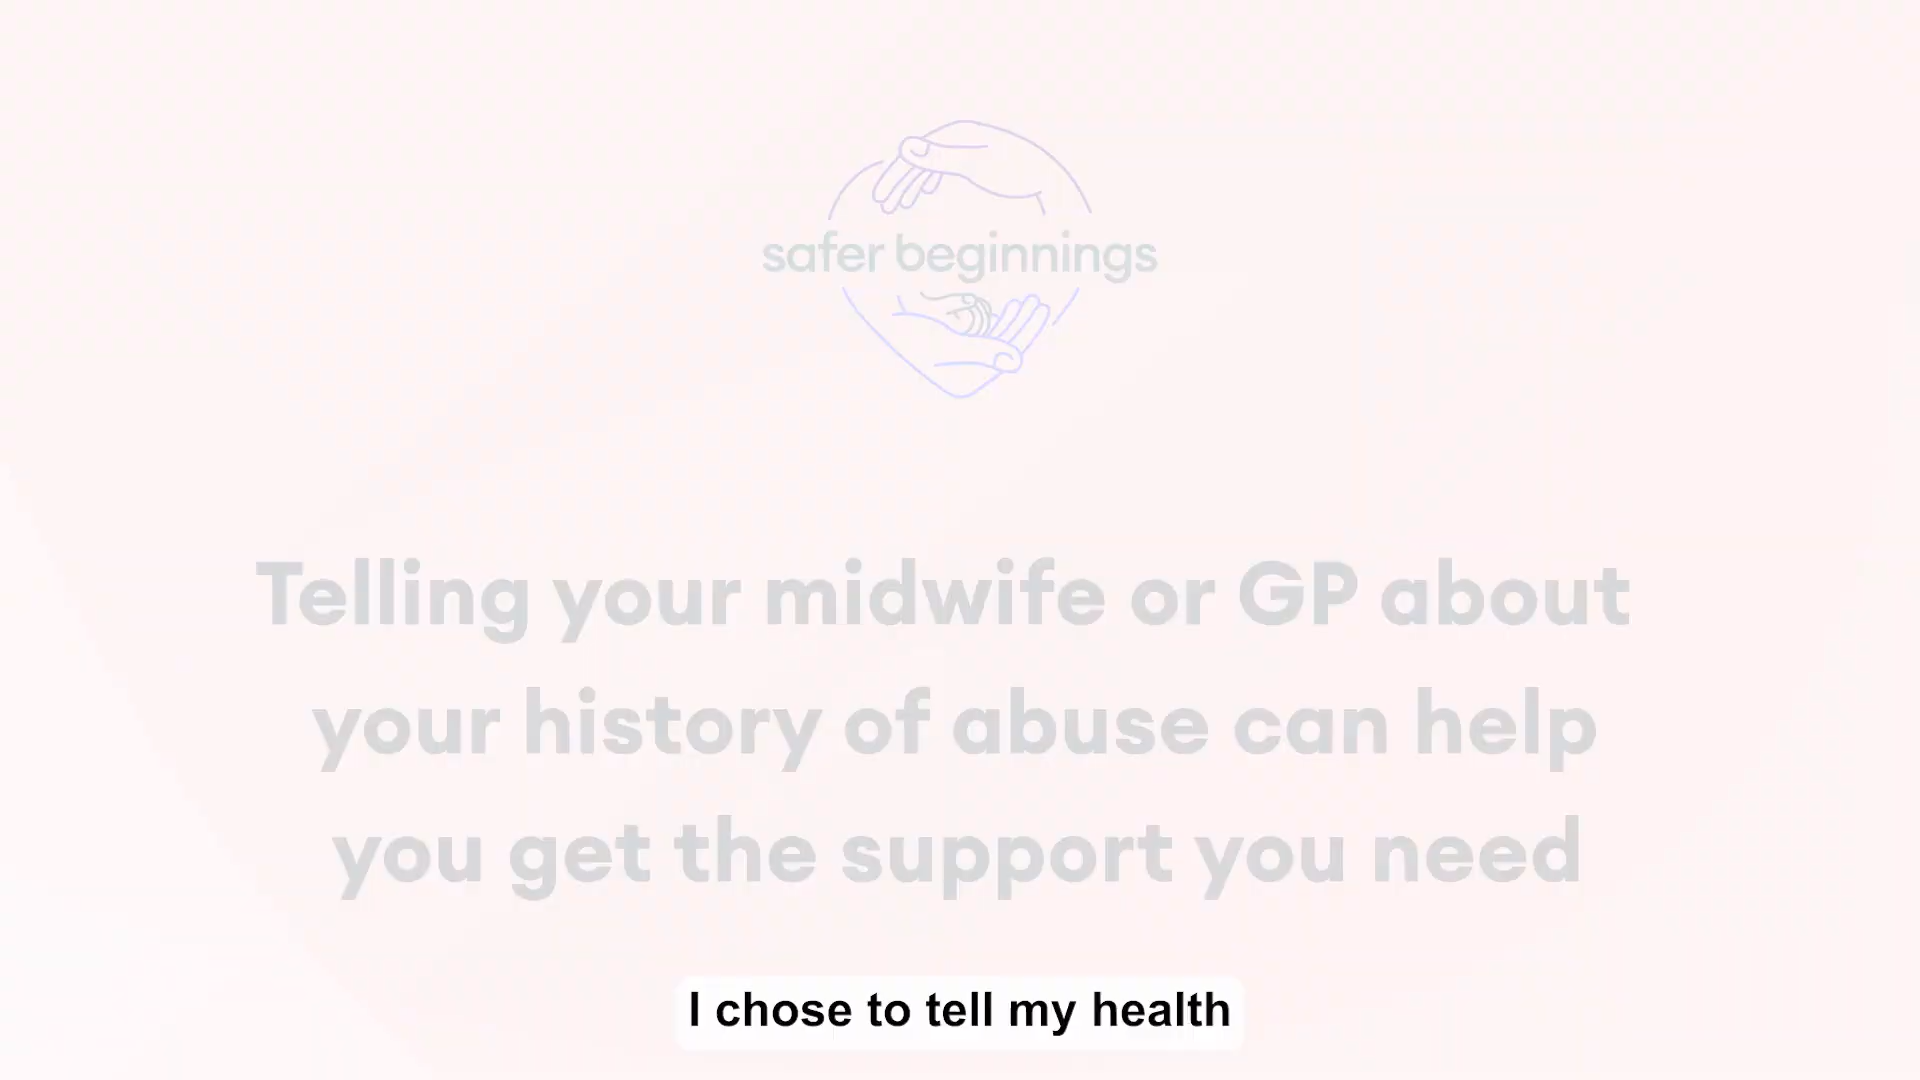 safer beginnings
Telling your midwife or GP about
your history of abuse can help
you get the support you need
I chose to tell my health